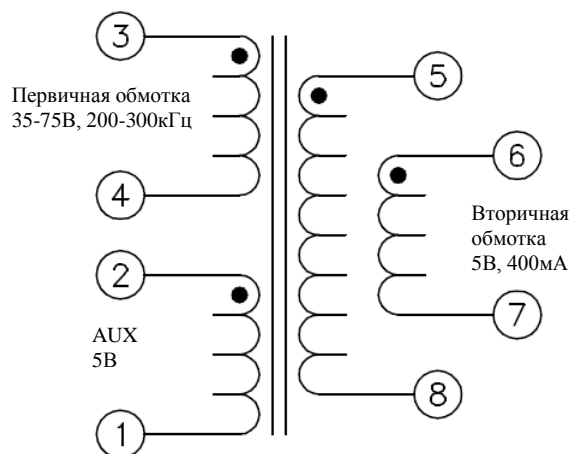 3
Первичная обмотка
35-75В, 200-300кГц
4
2
AUX
5В
1
5
6
Вторичная
обмотка
5В, 400мА
7
8